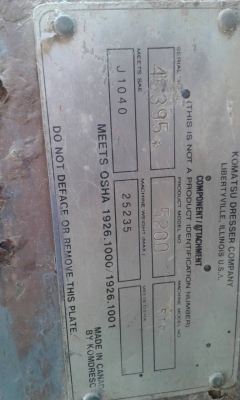 KOMATSU DRESSER COMPANY
LIBERTYVILLE, ILLINOIS U.S.A.
COMPONENT/ATTACHMENT
(THIS IS NOT A PRODUCT IDENTIFICATION NUMBER)
SERIAL PRODUCT MODEL NO. MACHINE MODEL NO.
5200
MEETS SAE MACHINE WEIGHT (MAX)
J1040 25235
MEETS OSHA 1926.1000/1926.1001
MADE IN CANADA
BY KOMDRESCO
DO NOT DEFACE OR REMOVE THIS PLATE.